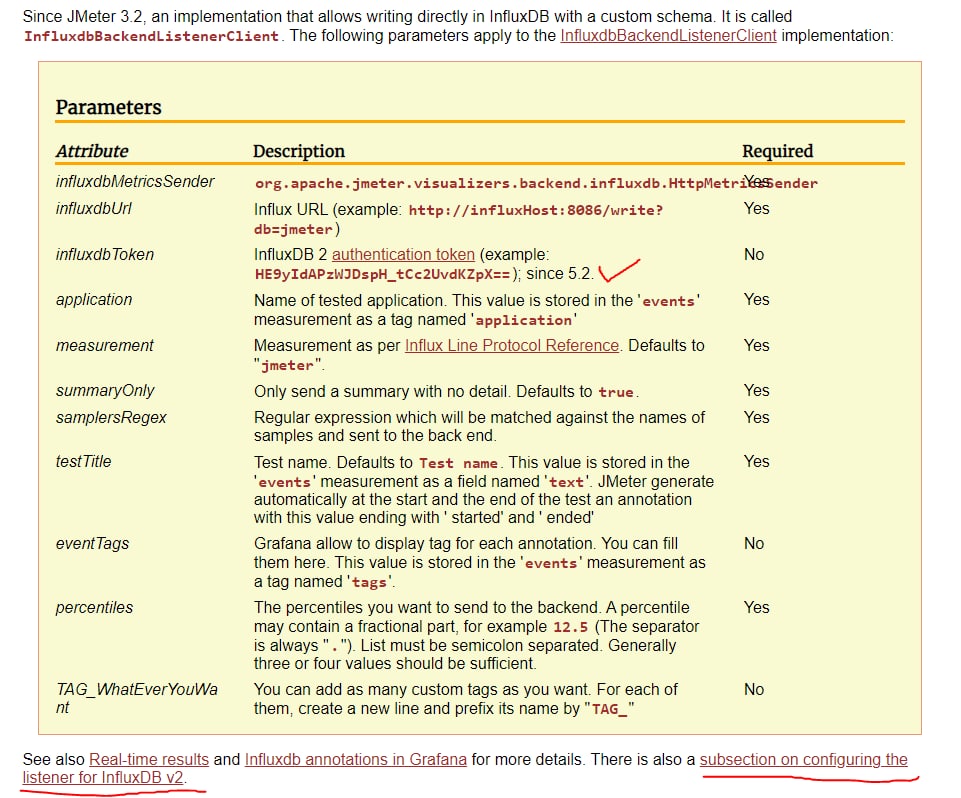 Since JMeter 3.2, an implementation that allows writing directly in InfluxDB with a custom schema. It is called
InfluxdbBackendListenerClient. The following parameters apply to the InfluxdbBackendListenerClient implementation:
Parameters
Attribute Description Required
influxdbMetricsSender org.apache.jmeter.visualizers.backend.influxdb.HttpMetricsSender Yes
influxdbUrl Influx URL (example: http://influxHost:8086/write? Yes
db=jmeter)
influxdbToken InfluxDB 2 authentication token (example: No
HE9yIdAPzWJDspH_tCc2UvdKZpX==); since 5.2.
application Name of tested application. This value is stored in the 'events' Yes
measurement as a tag named 'application'
measurement Measurement as per Influx Line Protocol Reference. Defaults to Yes
"jmeter".
summaryOnly Only send a summary with no detail. Defaults to true. Yes
samplersRegex Regular expression which will be matched against the names of Yes
samples and sent to the back end.
testTitle Test name. Defaults to Test name. This value is stored in the Yes
'events' measurement as a field named 'text'. JMeter generate
automatically at the start and the end of the test an annotation
with this value ending with ' started' and ' ended'
eventTags Grafana allow to display tag for each annotation. You can fill No
them here. This value is stored in the 'events' measurement as
a tag named 'tags'.
percentiles The percentiles you want to send to the backend. A percentile Yes
may contain a fractional part, for example 12.5 (The separator
is always "."). List must be semicolon separated. Generally
three or four values should be sufficient.
TAG_WhatEverYouWa You can add as many custom tags as you want. For each of No
nt them, create a new line and prefix its name by "TAG_"
See also Real-time results and Influxdb annotations in Grafana for more details. There is also a subsection on configuring the
listener for InfluxDB v2.